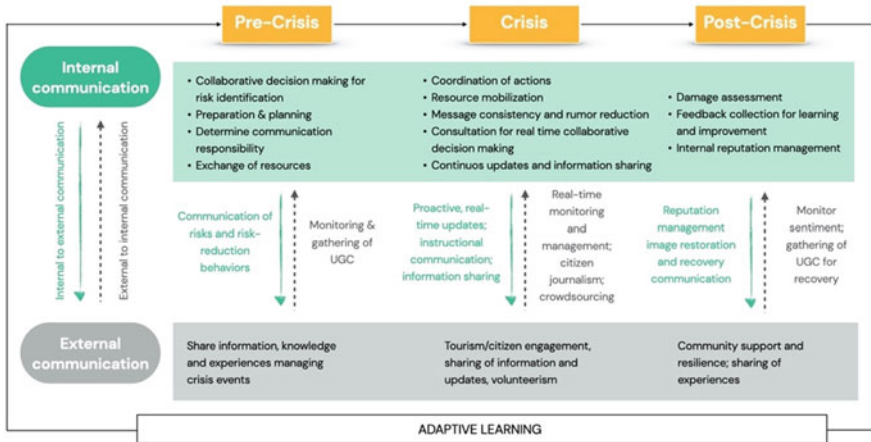 Pre-Crisis
Crisis
Post-Crisis
Internal
communication
• Collaborative decision making for
risk identification
• Preparation & planning
• Determine communication
responsibility
• Exchange of resources
• Coordination of actions
• Resource mobilization
• Message consistency and rumor reduction
• Consultation for real time collaborative
decision making
• Continuos updates and information sharing
• Damage assessment
• Feedback collection for learning
and improvement
• Internal reputation management
Internal to external communication
External to internal communication
Communication of
risks and risk-
reduction
behaviors
Monitoring &
gathering of
UGC
Proactive, real-
time updates;
instructional
communication;
information sharing
Real-time
monitoring
and
management;
citizen
journalism;
crowdsourcing
Reputation
management
image restoration
and recovery
communication
Monitor
sentiment;
gathering of
UGC for
recovery
External
communication
Share information, knowledge
and experiences managing
crisis events
Tourism/citizen engagement,
sharing of information and
updates, volunteerism
Community support and
resilience; sharing of
experiences
ADAPTIVE LEARNING